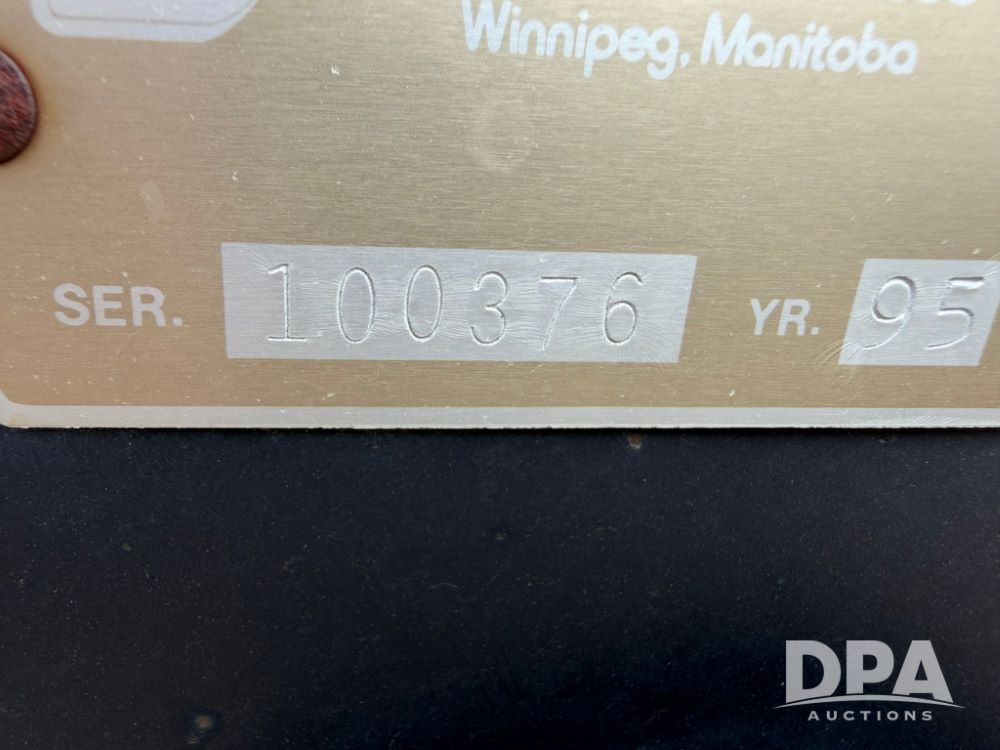 Winnipeg, Manitoba
SER. 100376 YR. 95
DPA
AUCTIONS